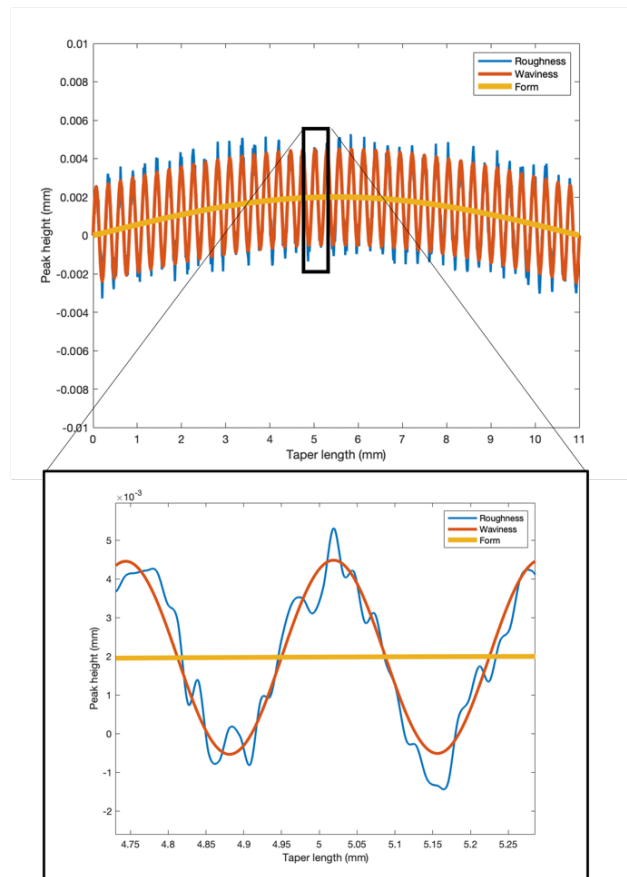 0.01
0.008
0.006
0.004
0.002
0
-0.002
-0.004
-0.006
-0.008
-0.01
Peak height (mm)
Roughness
Waviness
Form
0 1 2 3 4 5 6 7 8 9 10 11
Taper length (mm)
×10⁻³
5
4
3
2
1
0
-1
-2
Peak height (mm)
Roughness
Waviness
Form
4.75 4.8 4.85 4.9 4.95 5 5.05 5.1 5.15 5.2 5.25
Taper length (mm)